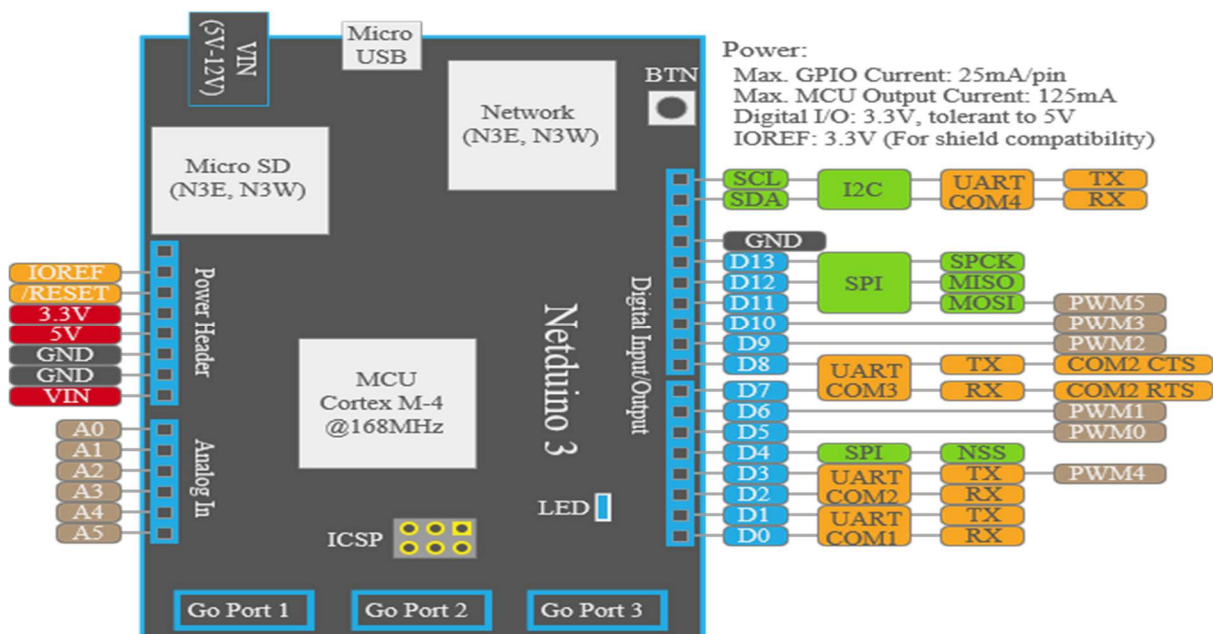 VIN
(5V-12V)
Micro
USB
BTN
Network
(N3E, N3W)
Micro SD
(N3E, N3W)
Power:
Max. GPIO Current: 25mA/pin
Max. MCU Output Current: 125mA
Digital I/O: 3.3V, tolerant to 5V
IOREF: 3.3V (For shield compatibility)
IOREF
/RESET
3.3V
5V
GND
GND
VIN
Power Header
A0
A1
A2
A3
A4
A5
Analog In
MCU
Cortex M-4
@168MHz
Netduino 3
Digital Input/Output
LED
ICSP
Go Port 1
Go Port 2
Go Port 3
SCL I2C UART TX
SDA COM4 RX
GND
D13 SPI SPCK
D12 MISO
D11 MOSI PWM5
D10 PWM3
D9 PWM2
D8 UART TX COM2 CTS
D7 COM3 RX COM2 RTS
D6 PWM1
D5 PWM0
D4 SPI NSS
D3 UART TX PWM4
D2 COM2 RX
D1 UART TX
D0 COM1 RX